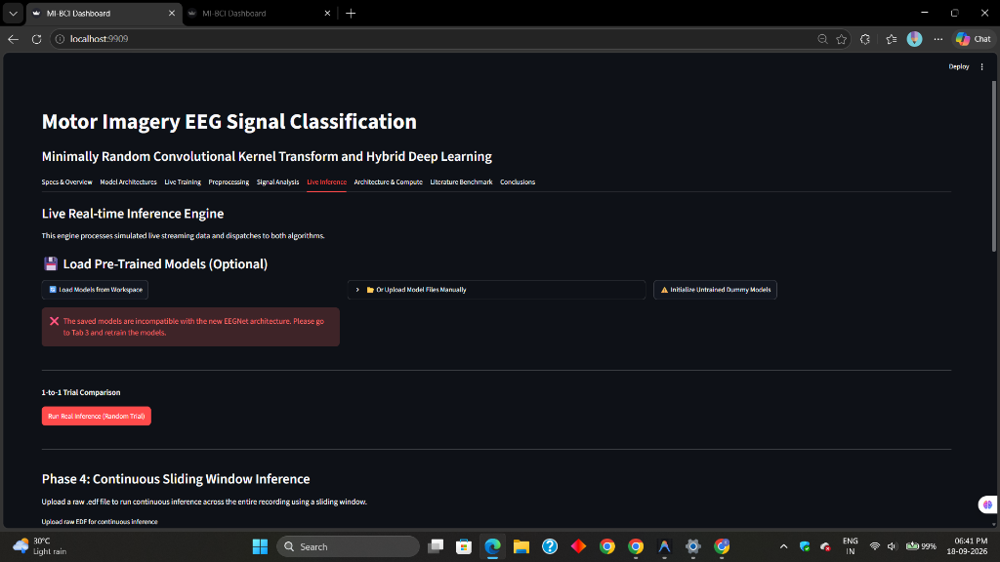 MI-BCI Dashboard
MI-BCI Dashboard
localhost:9909
Chat
Deploy
Motor Imagery EEG Signal Classification
Minimally Random Convolutional Kernel Transform and Hybrid Deep Learning
Specs & Overview Model Architectures Live Training Preprocessing Signal Analysis Live Inference Architecture & Compute Literature Benchmark Conclusions
Live Real-time Inference Engine
This engine processes simulated live streaming data and dispatches to both algorithms.
Load Pre-Trained Models (Optional)
Load Models from Workspace
Or Upload Model Files Manually
Initialize Untrained Dummy Models
The saved models are incompatible with the new EEGNet architecture. Please go
to Tab 3 and retrain the models.
1-to-1 Trial Comparison
Run Real Inference (Random Trial)
Phase 4: Continuous Sliding Window Inference
Upload a raw .edf file to run continuous inference across the entire recording using a sliding window.
Upload raw EDF for continuous inference
30°C
Light rain
Search
ENG
IN
99%
06:41 PM
18-09-2026